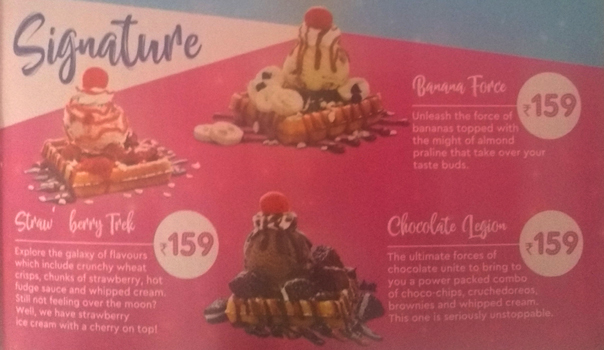 Signature
Banana Force
₹159
Unleash the force of
bananas topped with
the might of almond
praline that take over your
taste buds.
Straw' berry Trek
₹159
Explore the galaxy of flavours
which include crunchy wheat
crisps, chunks of strawberry, hot
fudge sauce and whipped cream.
Still not feeling over the moon?
Well, we have strawberry
ice cream with a cherry on top!
Chocolate Legion
₹159
The ultimate forces of
chocolate unite to bring to
you a power packed combo
of choco-chips, cruchedoreos,
brownies and whipped cream.
This one is seriously unstoppable.